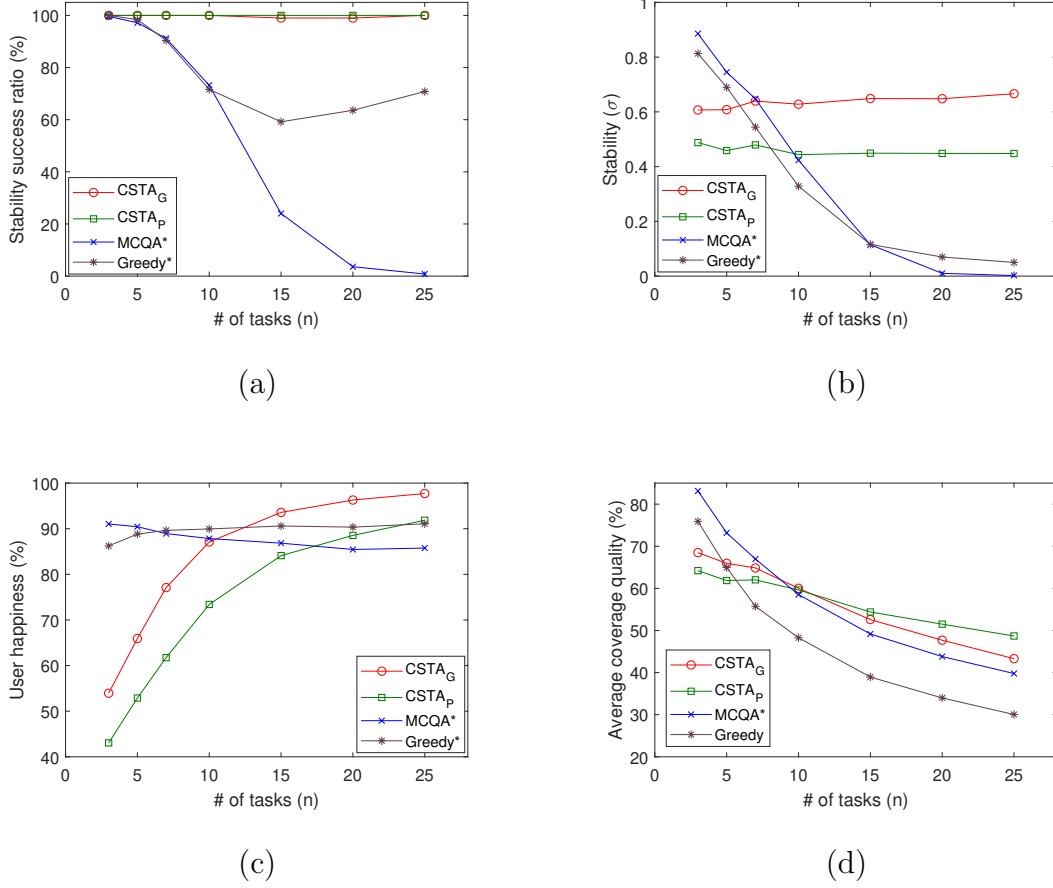 100
80
60
40
20
0
0 5 10 15 20 25
Stability success ratio (%)
# of tasks (n)
CSTA_G
CSTA_P
MCQA*
Greedy*
(a)
1
0.8
0.6
0.4
0.2
0
0 5 10 15 20 25
Stability (σ)
# of tasks (n)
CSTA_G
CSTA_P
MCQA*
Greedy*
(b)
100
90
80
70
60
50
40
0 5 10 15 20 25
User happiness (%)
# of tasks (n)
CSTA_G
CSTA_P
MCQA*
Greedy*
(c)
80
70
60
50
40
30
20
0 5 10 15 20 25
Average coverage quality (%)
# of tasks (n)
CSTA_G
CSTA_P
MCQA*
Greedy
(d)